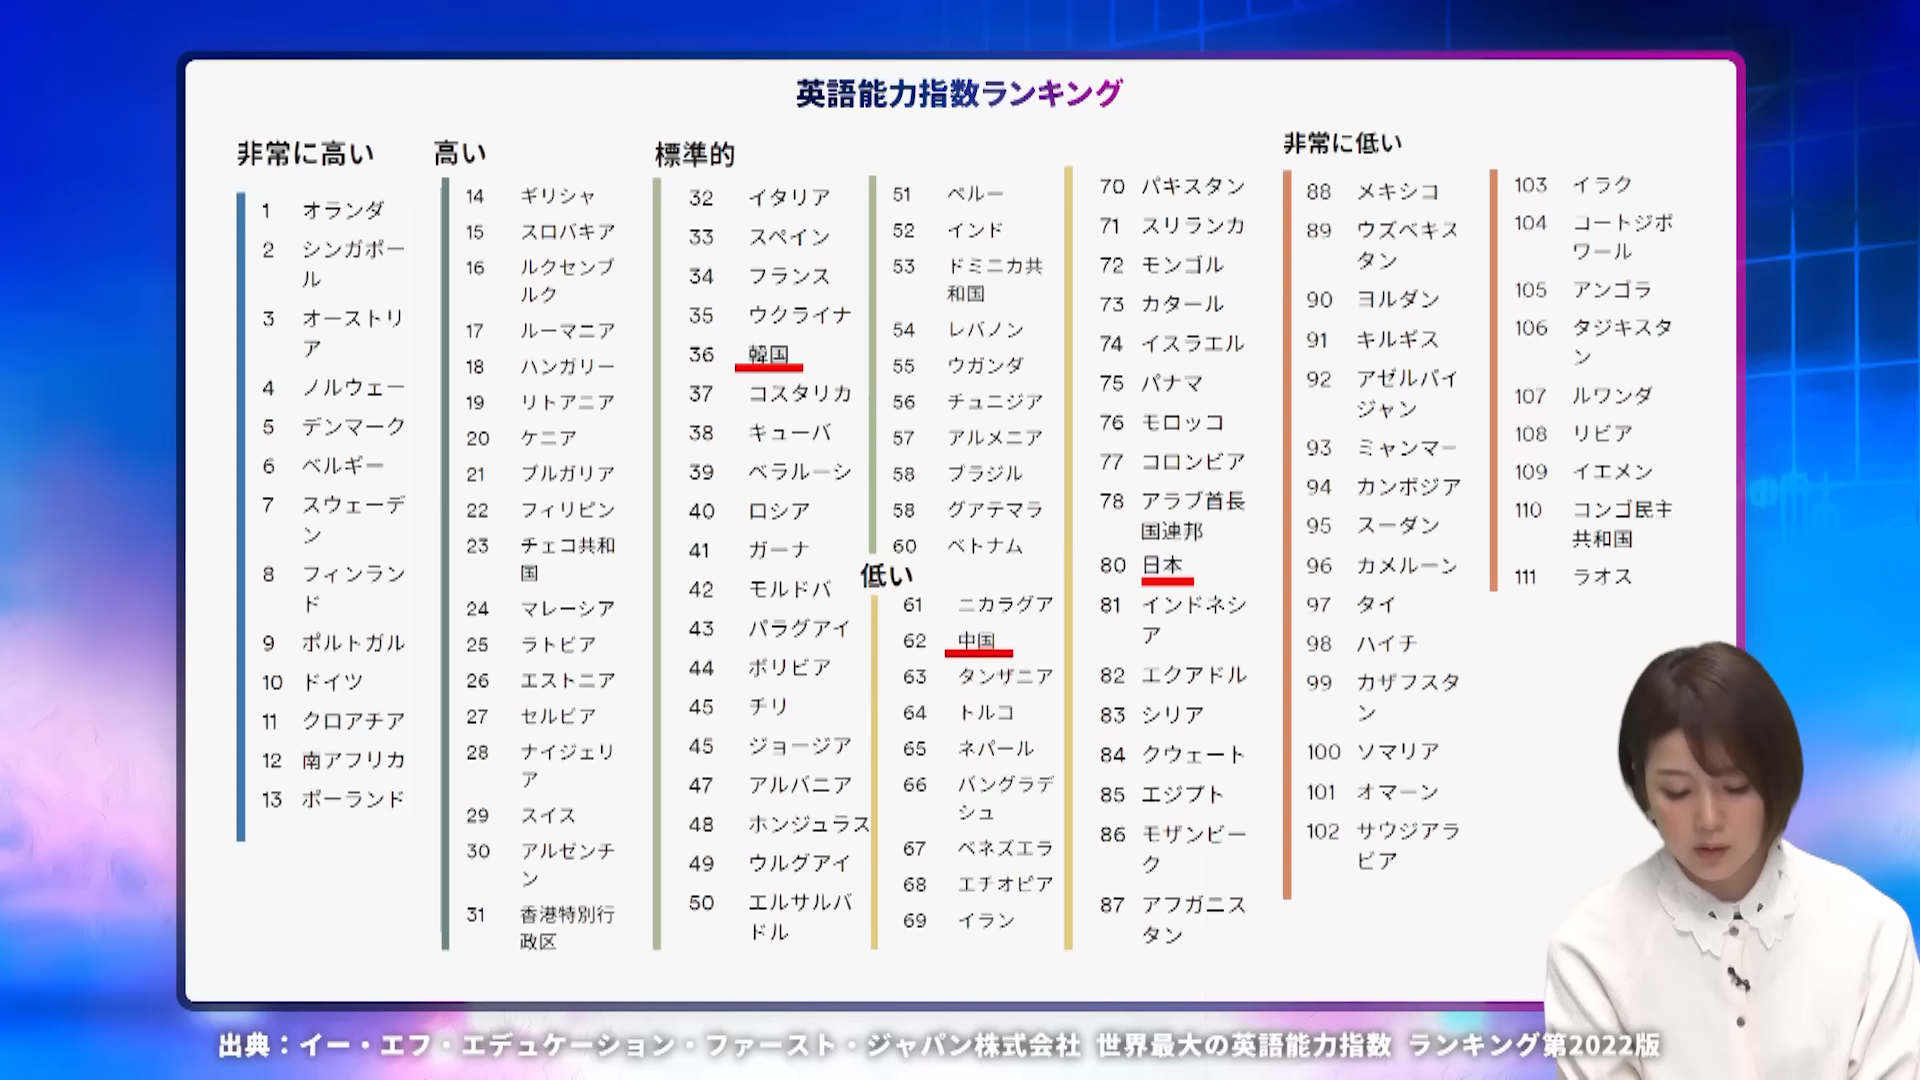 英語能力指数ランキング
非常に高い
1 オランダ
2 シンガポー
ル
3 オーストリ
ア
4 ノルウェー
5 デンマーク
6 ベルギー
7 スウェーデ
ン
8 フィンラン
ド
9 ポルトガル
10 ドイツ
11 クロアチア
12 南アフリカ
13 ポーランド
高い
14 ギリシャ
15 スロバキア
16 ルクセンブ
ルク
17 ルーマニア
18 ハンガリー
19 リトアニア
20 ケニア
21 ブルガリア
22 フィリピン
23 チェコ共和
国
24 マレーシア
25 ラトビア
26 エストニア
27 セルビア
28 ナイジェリ
ア
29 スイス
30 アルゼンチ
ン
31 香港特別行
政区
標準的
32 イタリア
33 スペイン
34 フランス
35 ウクライナ
36 韓国
37 コスタリカ
38 キューバ
39 ベラルーシ
40 ロシア
41 ガーナ
42 モルドバ
43 パラグアイ
44 ボリビア
45 チリ
45 ジョージア
47 アルバニア
48 ホンジュラス
49 ウルグアイ
50 エルサルバ
ドル
51 ペルー
52 インド
53 ドミニカ共
和国
54 レバノン
55 ウガンダ
56 チュニジア
57 アルメニア
58 ブラジル
58 グアテマラ
60 ベトナム
低い
61 ニカラグア
62 中国
63 タンザニア
64 トルコ
65 ネパール
66 バングラデ
シュ
67 ベネズエラ
68 エチオピア
69 イラン
70 パキスタン
71 スリランカ
72 モンゴル
73 カタール
74 イスラエル
75 パナマ
76 モロッコ
77 コロンビア
78 アラブ首長
国連邦
80 日本
81 インドネシ
ア
82 エクアドル
83 シリア
84 クウェート
85 エジプト
86 モザンビー
ク
87 アフガニス
タン
非常に低い
88 メキシコ
89 ウズベキス
タン
90 ヨルダン
91 キルギス
92 アゼルバイ
ジャン
93 ミャンマー
94 カンボジア
95 スーダン
96 カメルーン
97 タイ
98 ハイチ
99 カザフスタ
ン
100 ソマリア
101 オマーン
102 サウジアラ
ビア
103 イラク
104 コートジボ
ワール
105 アンゴラ
106 タジキスタ
ン
107 ルワンダ
108 リビア
109 イエメン
110 コンゴ民主
共和国
111 ラオス
出典：イー・エフ・エデュケーション・ファースト・ジャパン株式会社 世界最大の英語能力指数 ランキング第2022版